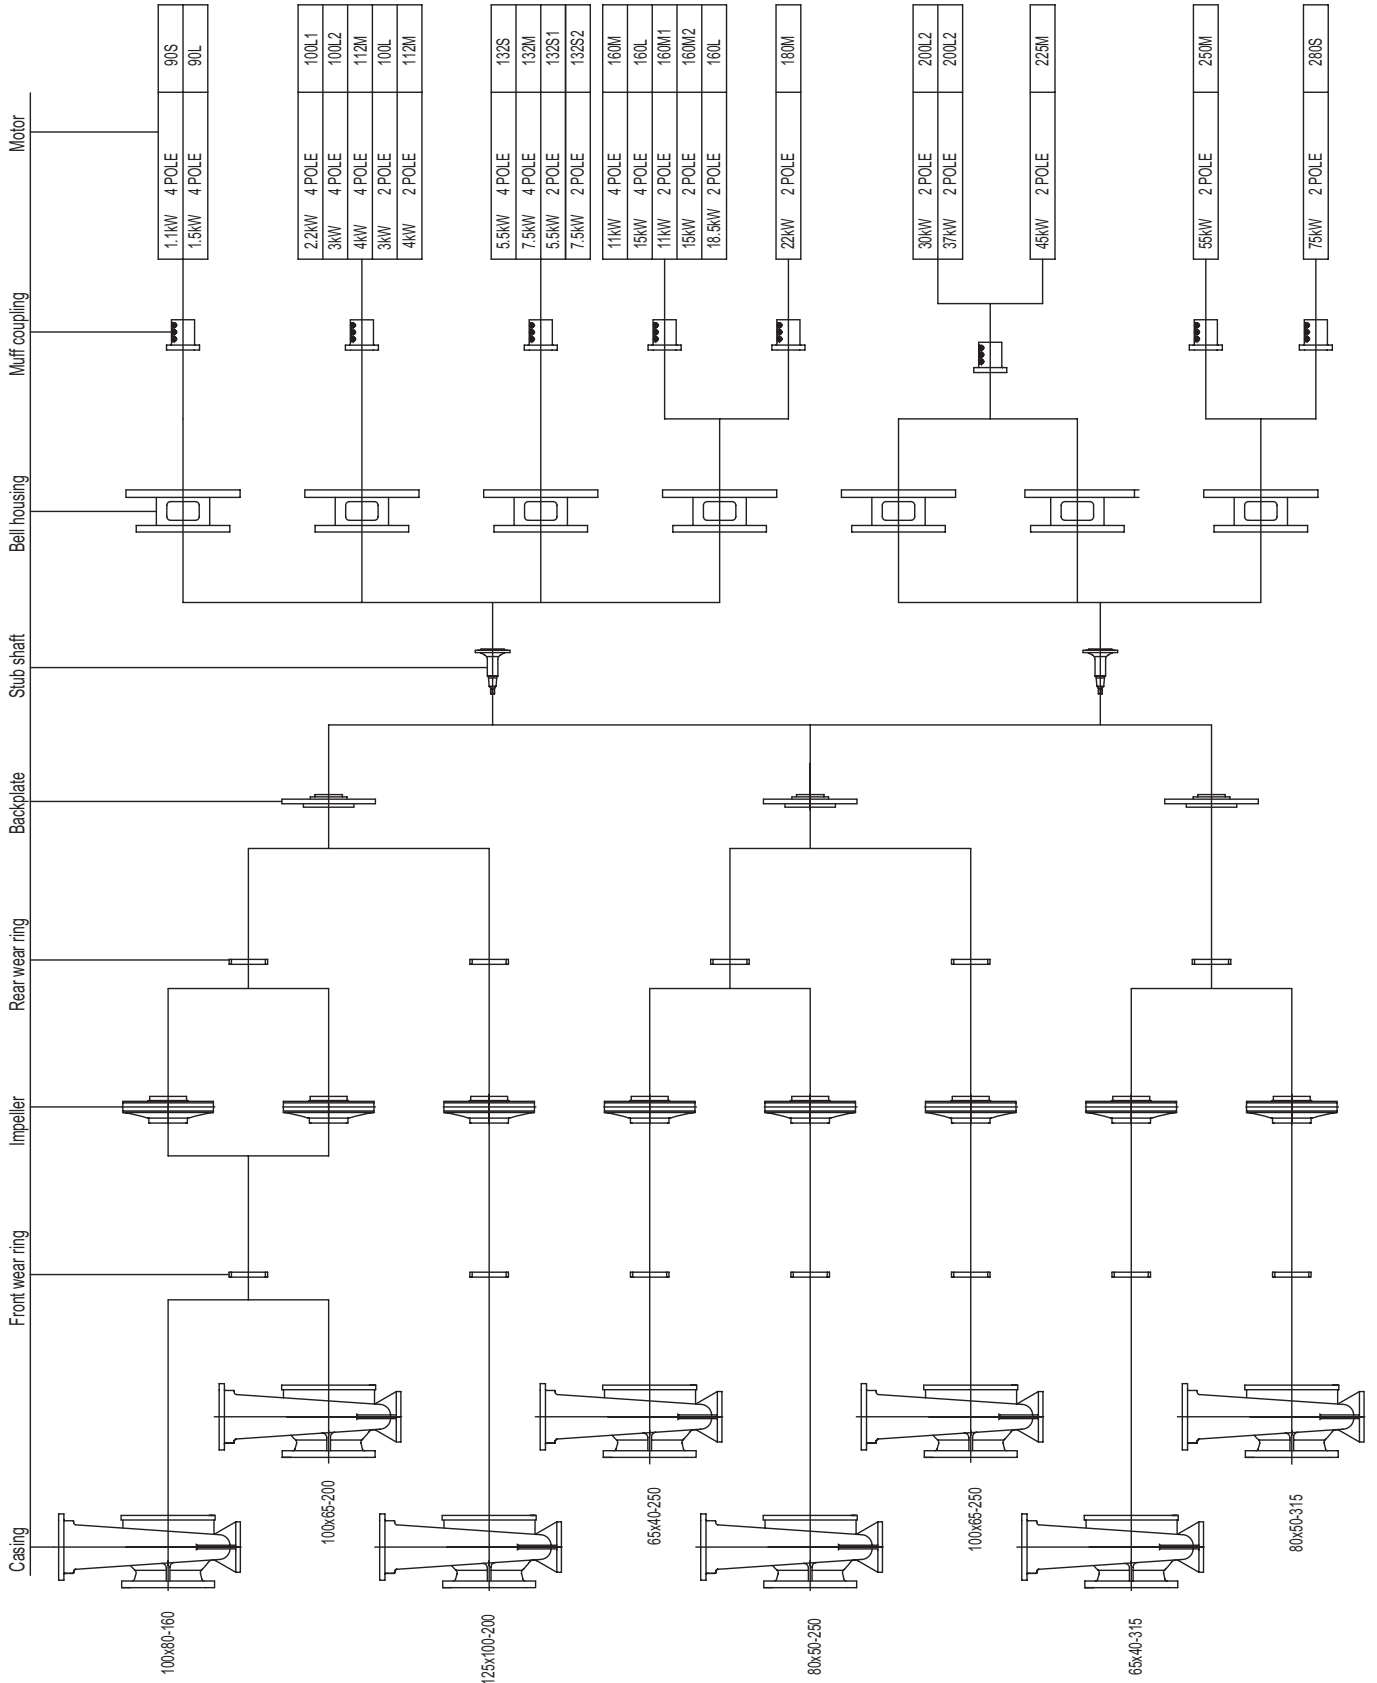 Casing
Front wear ring
Impeller
Rear wear ring
Backplate
Stub shaft
Bell housing
Muff coupling
Motor
1.1kW 4 POLE 90S
1.5kW 4 POLE 90L
2.2kW 4 POLE 100L1
3kW 4 POLE 100L2
4kW 4 POLE 112M
3kW 2 POLE 100L
4kW 2 POLE 112M
5.5kW 4 POLE 132S
7.5kW 4 POLE 132M
5.5kW 2 POLE 132S1
7.5kW 2 POLE 132S2
11kW 4 POLE 160M
15kW 4 POLE 160L
11kW 2 POLE 160M1
15kW 2 POLE 160M2
18.5kW 2 POLE 160L
22kW 2 POLE 180M
30kW 2 POLE 200L2
37kW 2 POLE 200L2
45kW 2 POLE 225M
55kW 2 POLE 250M
75kW 2 POLE 280S
100x80-160
100x65-200
125x100-200
65x40-250
80x50-250
100x65-250
65x40-315
80x50-315